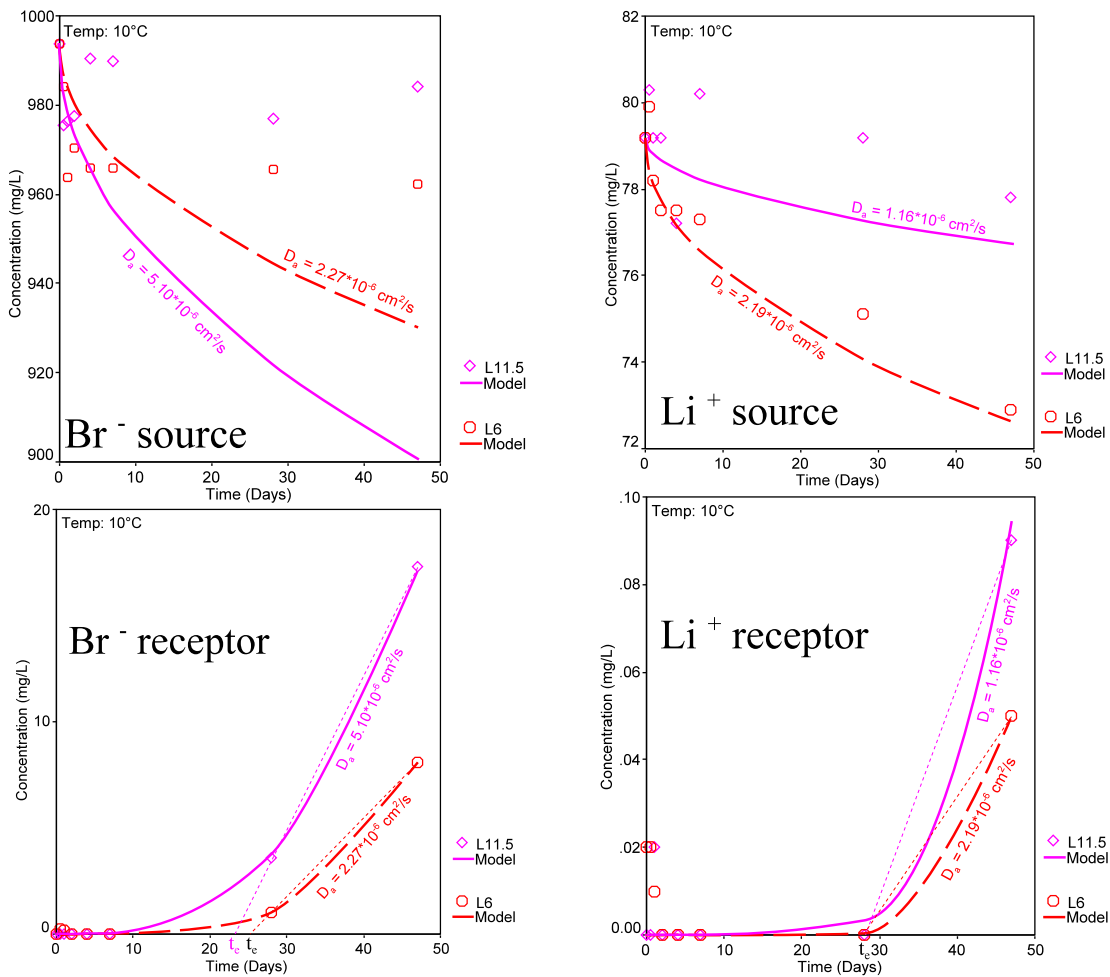 1000
980
960
940
920
900
Concentration (mg/L)
Temp: 10°C
Dₐ = 2.27*10⁻⁶ cm²/s
Dₐ = 5.10*10⁻⁶ cm²/s
Br ⁻ source
0 10 20 30 40 50
Time (Days)
L11.5
Model
L6
Model
82
80
78
76
74
72
Concentration (mg/L)
Temp: 10°C
Dₐ = 1.16*10⁻⁶ cm²/s
Dₐ = 2.19*10⁻⁶ cm²/s
Li ⁺ source
0 10 20 30 40 50
Time (Days)
L11.5
Model
L6
Model
20
10
0
Concentration (mg/L)
Temp: 10°C
Br ⁻ receptor
Dₐ = 5.10*10⁻⁶ cm²/s
Dₐ = 2.27*10⁻⁶ cm²/s
tₑ tₑ
0 10 20 30 40 50
Time (Days)
L11.5
Model
L6
Model
.10
.08
.06
.04
.02
.00
Concentration (mg/L)
Temp: 10°C
Li ⁺ receptor
Dₐ = 1.16*10⁻⁶ cm²/s
Dₐ = 2.19*10⁻⁶ cm²/s
tₑ
0 10 20 30 40 50
Time (Days)
L11.5
Model
L6
Model